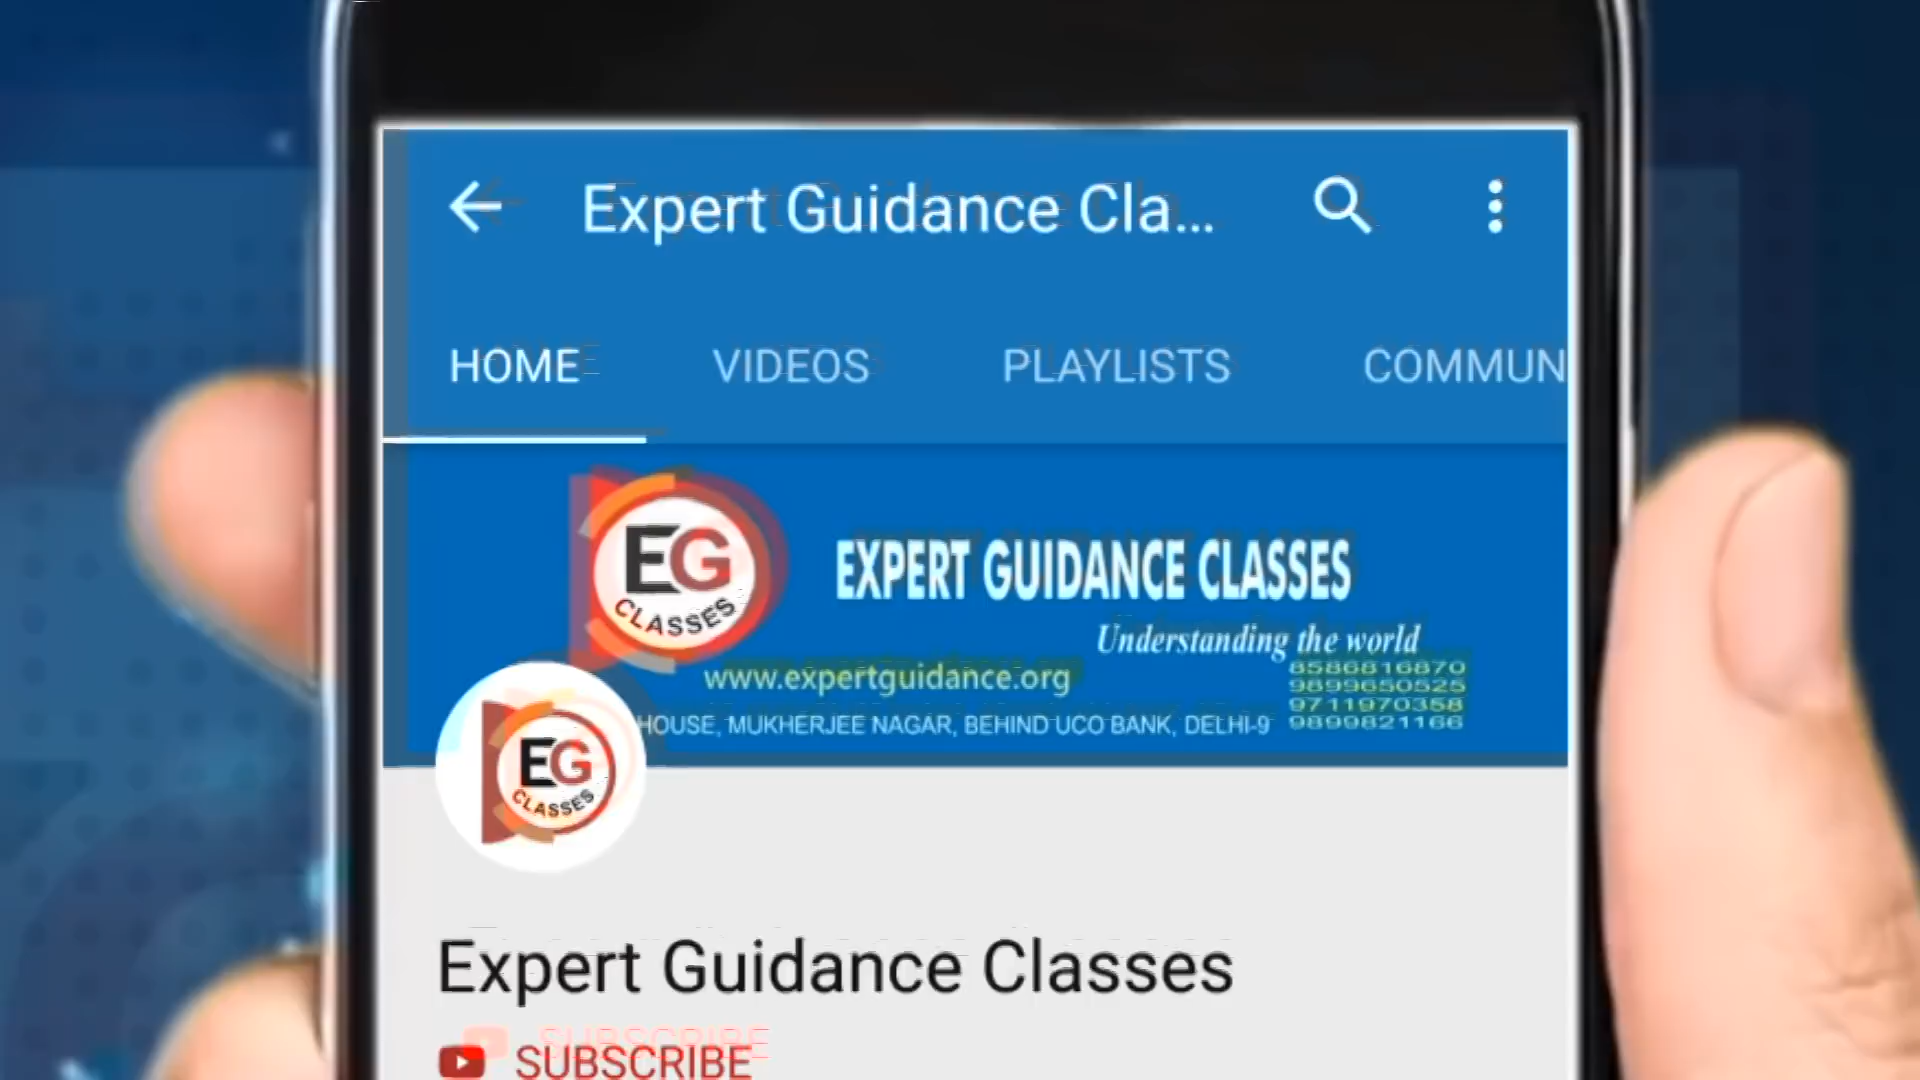 Expert Guidance Cla...
HOME VIDEOS PLAYLISTS COMMUN
EG
CLASSES
EXPERT GUIDANCE CLASSES
Understanding the world
www.expertguidance.org
8586816870
9899650525
9711970358
9899821166
HOUSE, MUKHERJEE NAGAR, BEHIND UCO BANK, DELHI-9
EG
CLASSES
Expert Guidance Classes
SUBSCRIBE